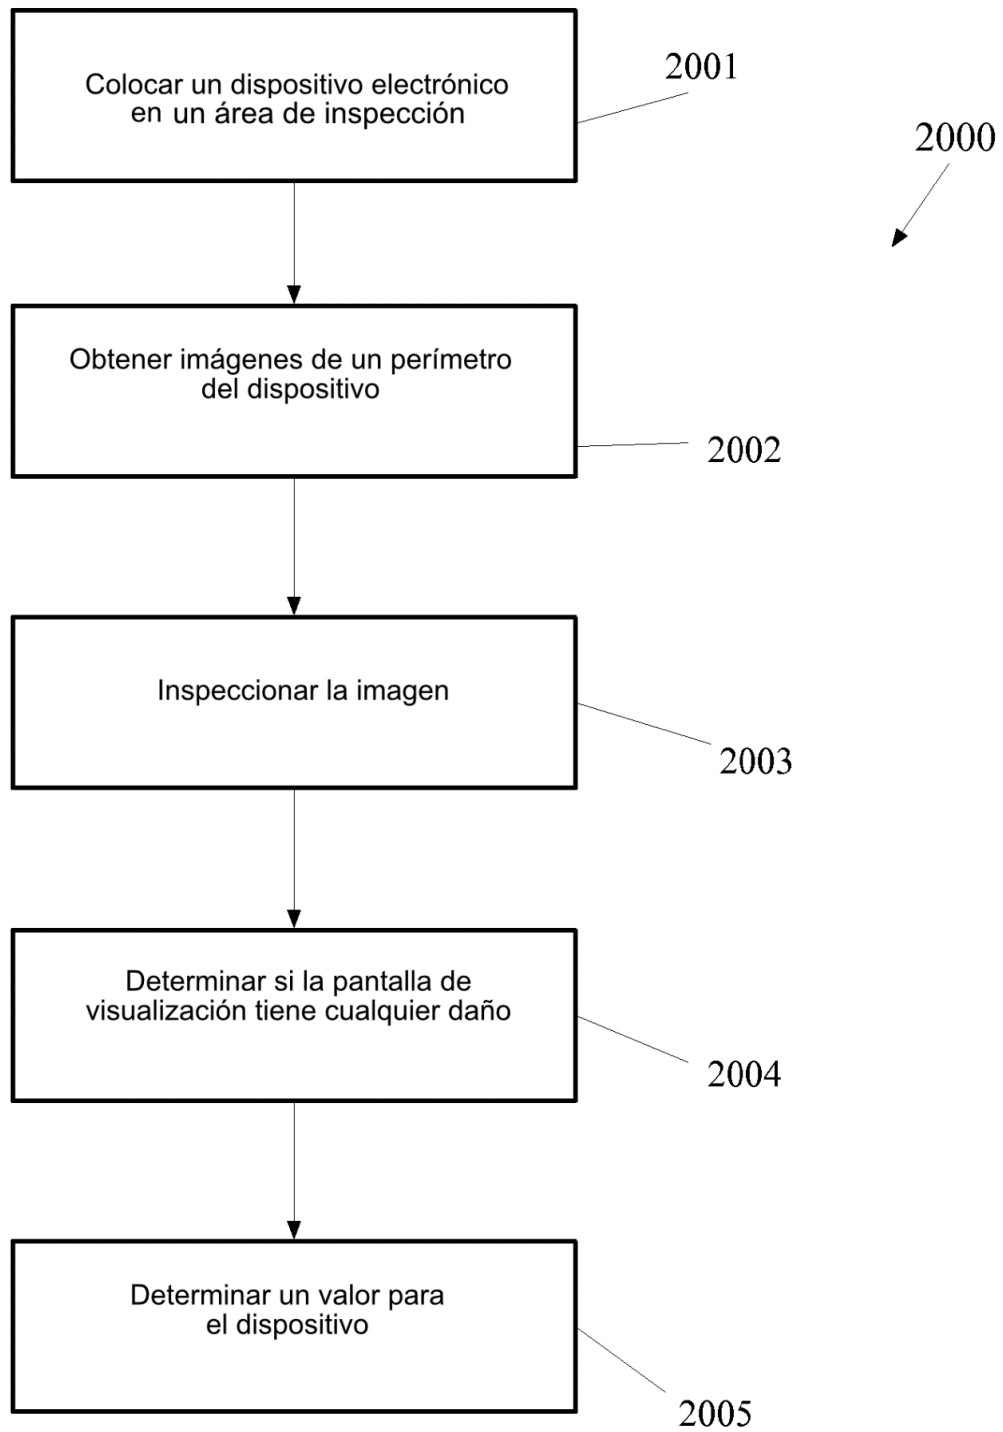 Colocar un dispositivo electrónico
en un área de inspección
2001
2000
Obtener imágenes de un perímetro
del dispositivo
2002
Inspeccionar la imagen
2003
Determinar si la pantalla de
visualización tiene cualquier daño
2004
Determinar un valor para
el dispositivo
2005